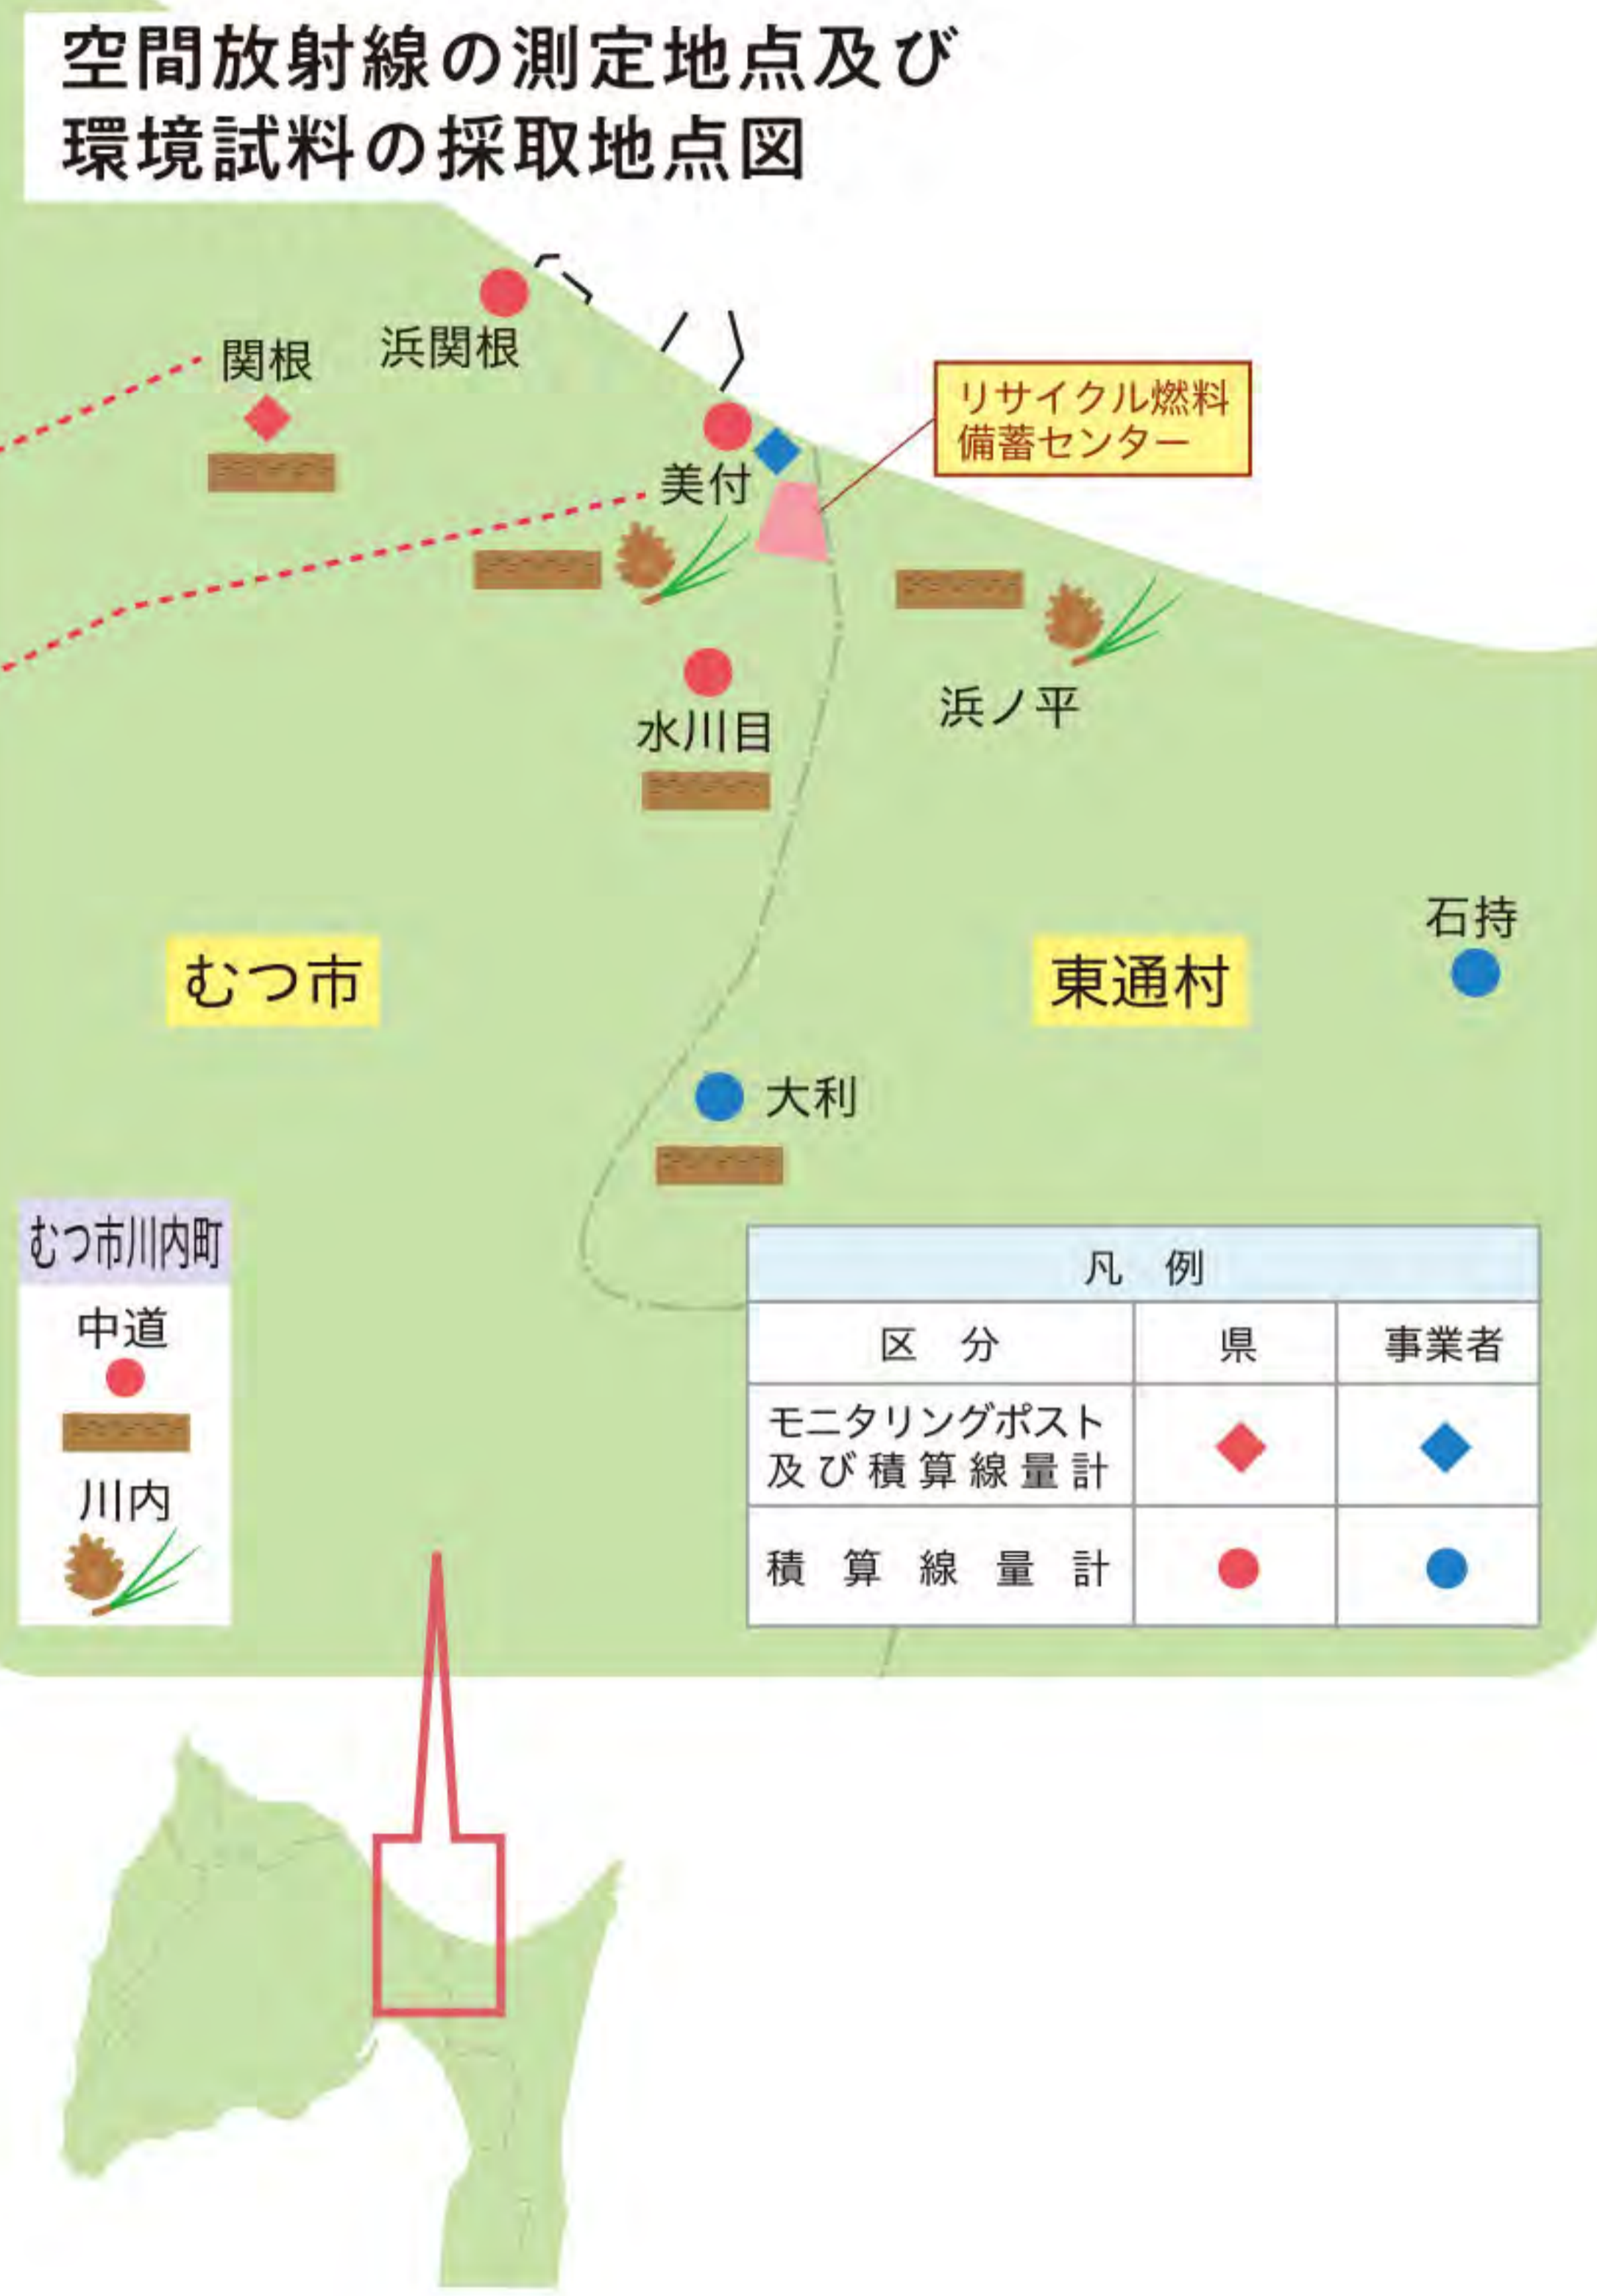 空間放射線の測定地点及び
環境試料の採取地点図
関根
浜関根
リサイクル燃料
備蓄センター
美付
浜ノ平
水川目
石持
むつ市
東通村
大利
むつ市川内町
中道
川内
凡 例
区 分 県 事業者
モニタリングポスト
及び積算線量計
積算線量計